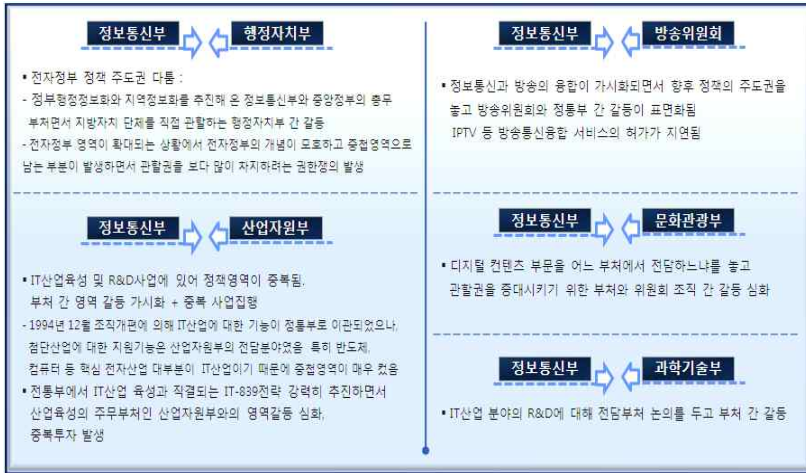 정보통신부 행정자치부
▪ 전자정부 정책 주도권 다툼 :
- 정부행정정보화와 지역정보화를 추진해 온 정보통신부와 중앙정부의 총무
부처면서 지방자치 단체를 직접 관할하는 행정자치부 간 갈등
- 전자정부 영역이 확대되는 상황에서 전자정부의 개념이 모호하고 중첩영역으로
남는 부분이 발생하면서 관할권을 보다 많이 차지하려는 권한쟁의 발생
정보통신부 산업자원부
▪ IT산업육성 및 R&D사업에 있어 정책영역이 중복됨,
부처 간 영역 갈등 가시화 + 중복 사업집행
- 1994년 12월 조직개편에 의해 IT산업에 대한 기능이 정통부로 이관되었으나,
첨단산업에 대한 지원기능은 산업자원부의 전담분야였음 특히 반도체,
컴퓨터 등 핵심 전자산업 대부분이 IT산업이기 때문에 중첩영역이 매우 컸음
▪ 전통부에서 IT산업 육성과 직결되는 IT-839전략 강력히 추진하면서
산업육성의 주무부처인 산업자원부와의 영역갈등 심화,
중복투자 발생
정보통신부 방송위원회
▪ 정보통신과 방송의 융합이 가시화되면서 향후 정책의 주도권을
놓고 방송위원회와 정통부 간 갈등이 표면화됨
IPTV 등 방송통신융합 서비스의 허가가 지연됨
정보통신부 문화관광부
▪ 디지털 컨텐츠 부문을 어느 부처에서 전담하느냐를 놓고
관할권을 증대시키기 위한 부처와 위원회 조직 간 갈등 심화
정보통신부 과학기술부
▪ IT산업 분야의 R&D에 대해 전담부처 논의를 두고 부처 간 갈등